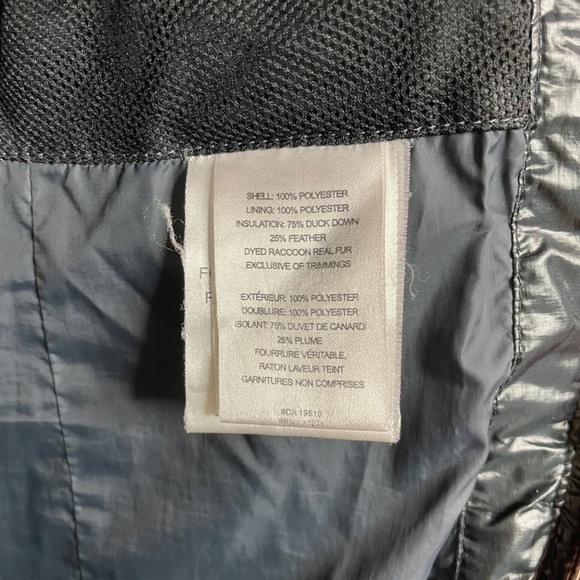 SHELL: 100% POLYESTER
LINING: 100% POLYESTER
INSULATION: 75% DUCK DOWN
25% FEATHER
DYED RACCOON REAL FUR
EXCLUSIVE OF TRIMMINGS
EXTÉRIEUR: 100% POLYESTER
DOUBLURE: 100% POLYESTER
ISOLANT: 75% DUVET DE CANARD/
25% PLUME
FOURRURE VÉRITABLE,
RATON LAVEUR TEINT
GARNITURES NON COMPRISES
#CA 19510